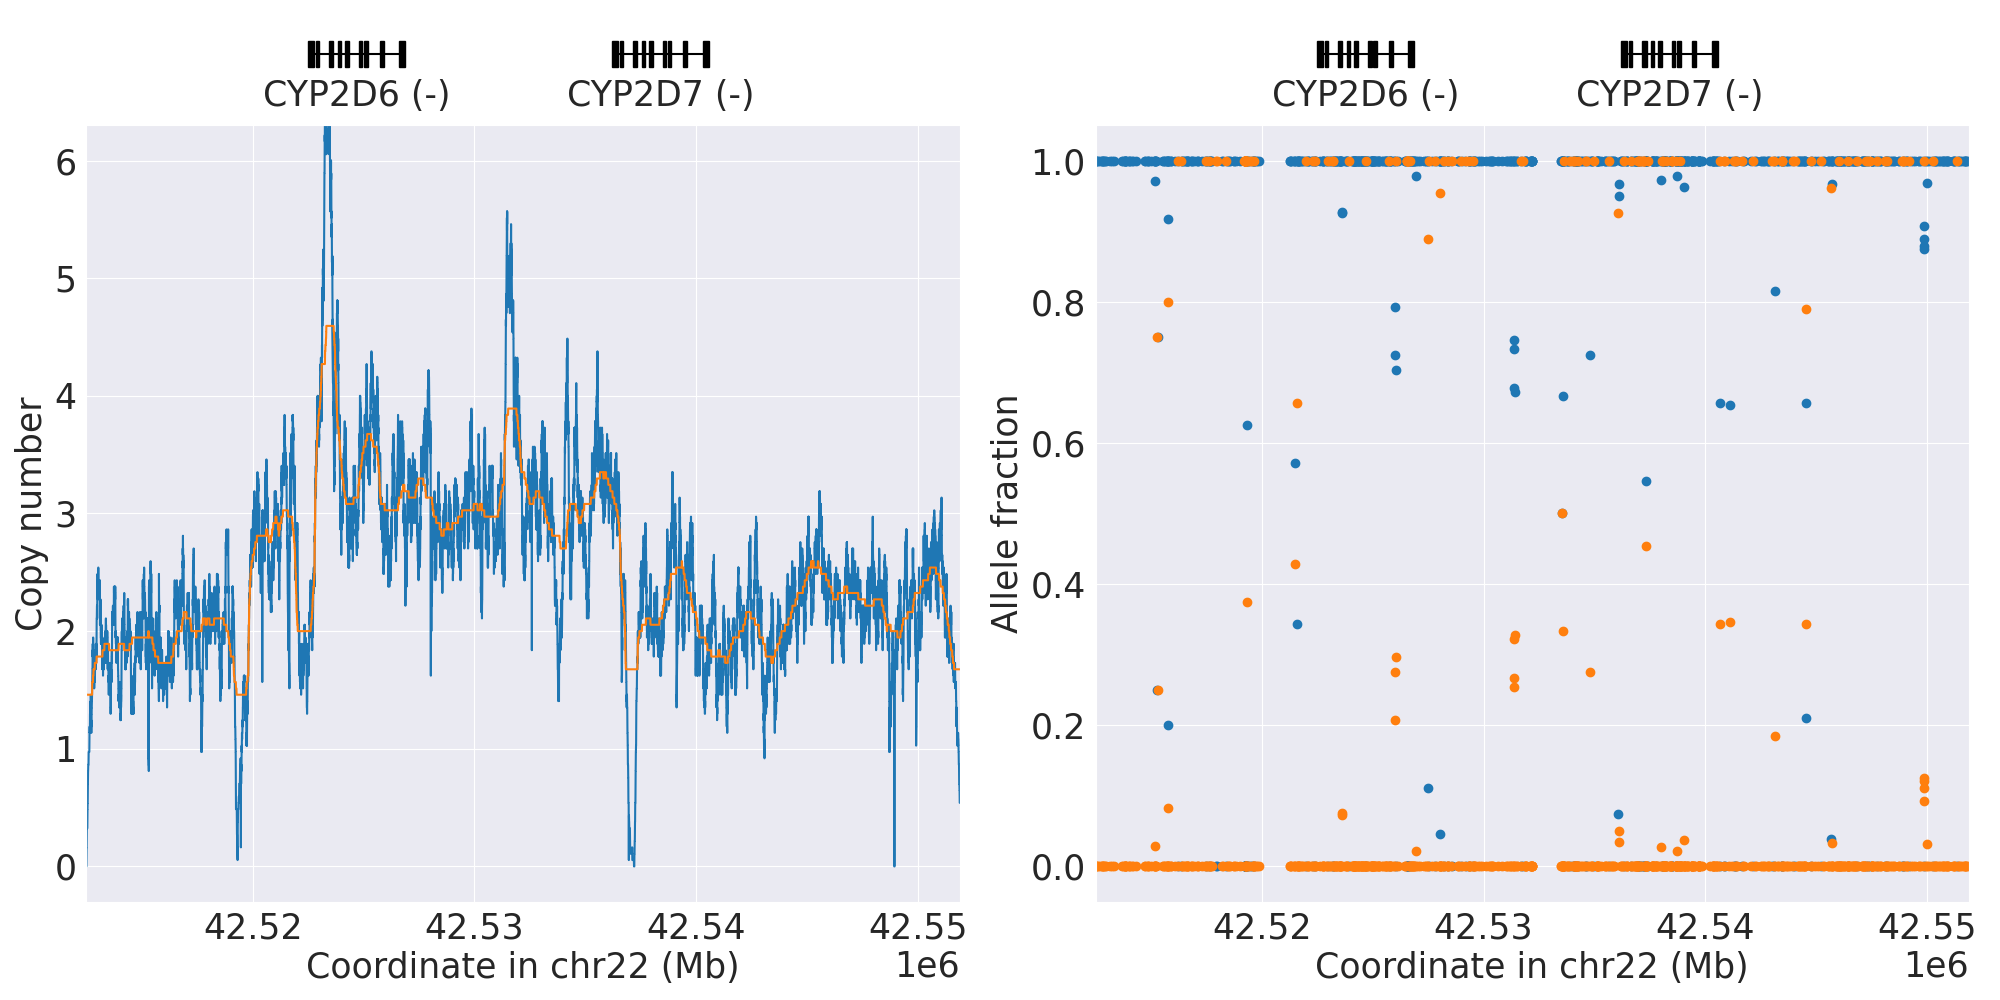 CYP2D6 (-) CYP2D7 (-)
6
5
4
3
2
1
0
Copy number
42.52 42.53 42.54 42.55
Coordinate in chr22 (Mb) 1e6
CYP2D6 (-) CYP2D7 (-)
1.0
0.8
0.6
0.4
0.2
0.0
Allele fraction
42.52 42.53 42.54 42.55
Coordinate in chr22 (Mb) 1e6